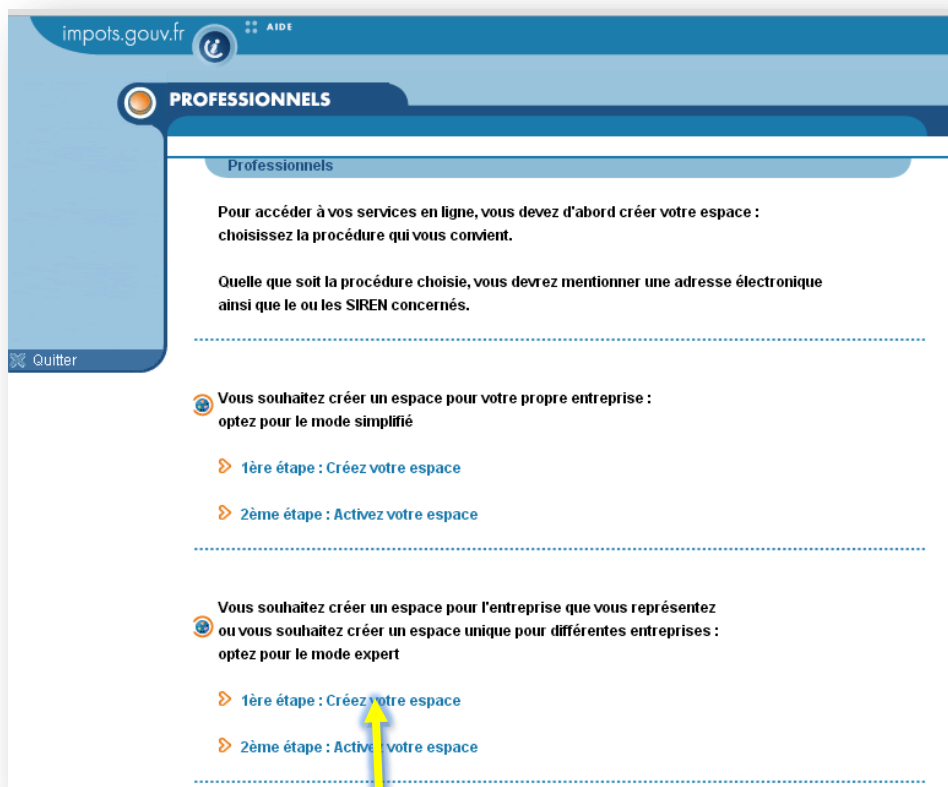 impots.gouv.fr
AIDE
PROFESSIONNELS
Professionnels
Pour accéder à vos services en ligne, vous devez d'abord créer votre espace :
choisissez la procédure qui vous convient.
Quelle que soit la procédure choisie, vous devrez mentionner une adresse électronique
ainsi que le ou les SIREN concernés.
Quitter
Vous souhaitez créer un espace pour votre propre entreprise :
optez pour le mode simplifié
1ère étape : Créez votre espace
2ème étape : Activez votre espace
Vous souhaitez créer un espace pour l'entreprise que vous représentez
ou vous souhaitez créer un espace unique pour différentes entreprises :
optez pour le mode expert
1ère étape : Créez votre espace
2ème étape : Activez votre espace